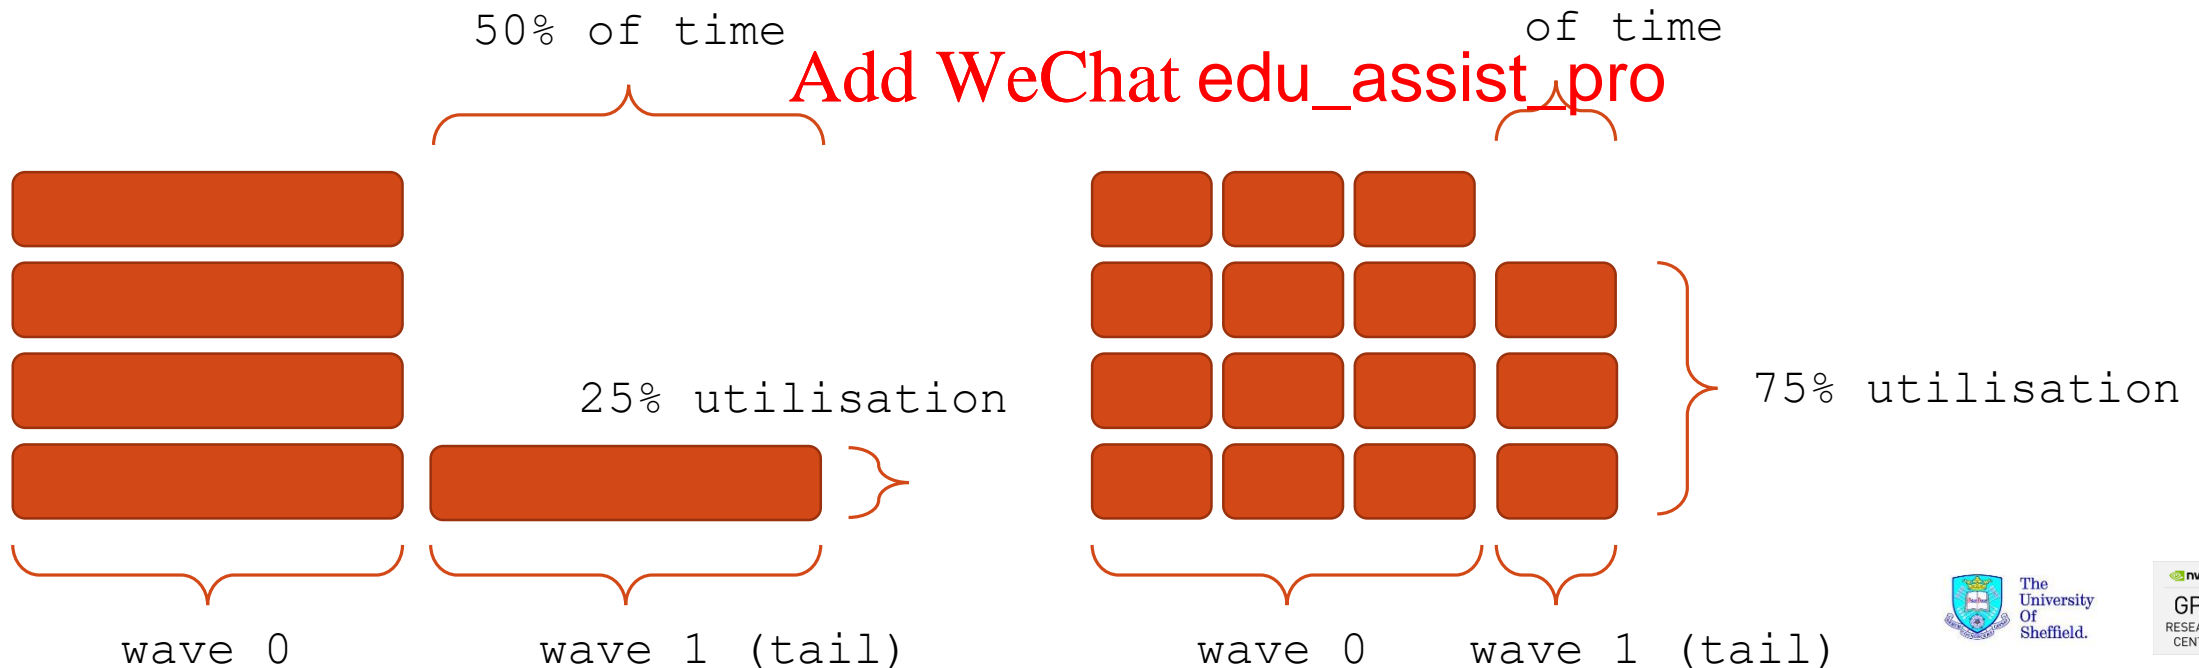 50% of time
of time
Add WeChat edu_assist_pro
25% utilisation
75% utilisation
wave 0
wave 1 (tail)
wave 0
wave 1 (tail)
The
University
Of
Sheffield.